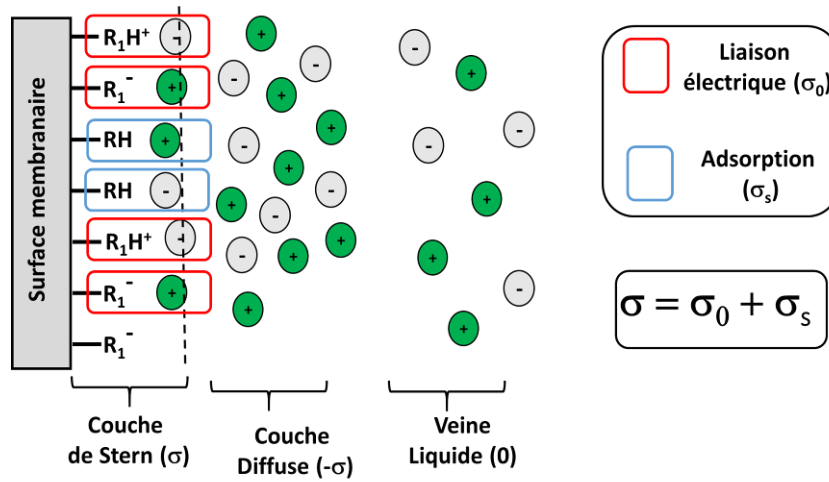 Surface membranaire
R₁H⁺ -
R₁⁻ +
RH +
RH -
R₁H⁺ -
R₁⁻ +
R₁⁻
+
-
-
+
+
-
+
-
+
-
-
+
-
+
+
-
+
-
+
-
-
+
+
-
+
Couche
de Stern (σ)
Couche
Diffuse (-σ)
Veine
Liquide (0)
Liaison
électrique (σ₀)
Adsorption
(σₛ)
σ = σ₀ + σₛ